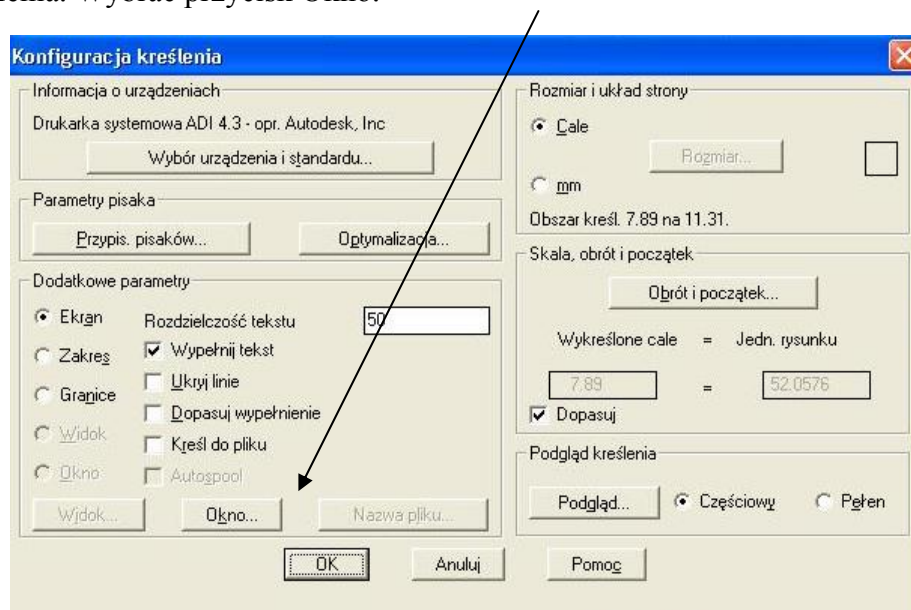 Wybrać przycisk Okno.
Konfiguracja kreślenia
Informacja o urządzeniach
Drukarka systemowa ADI 4.3 - opr. Autodesk, Inc
Wybór urządzenia i standardu...
Parametry pisaka
Przypis. pisaków... Optymalizacja...
Dodatkowe parametry
Ekran Rozdzielczość tekstu 50
Zakres Wypełnij tekst
Granice Ukryj linie
Dopasuj wypełnienie
Widok Kreśl do pliku
Okno Autospool
Widok... Okno... Nazwa pliku...
Rozmiar i układ strony
Cale
Rozmiar...
mm
Obszar kreśl. 7.89 na 11.31.
Skala, obrót i początek
Obrót i początek...
Wykreślone cale = Jedn. rysunku
7.89 = 52.0576
Dopasuj
Podgląd kreślenia
Podgląd... Częściowy Pełen
OK Anuluj Pomoc